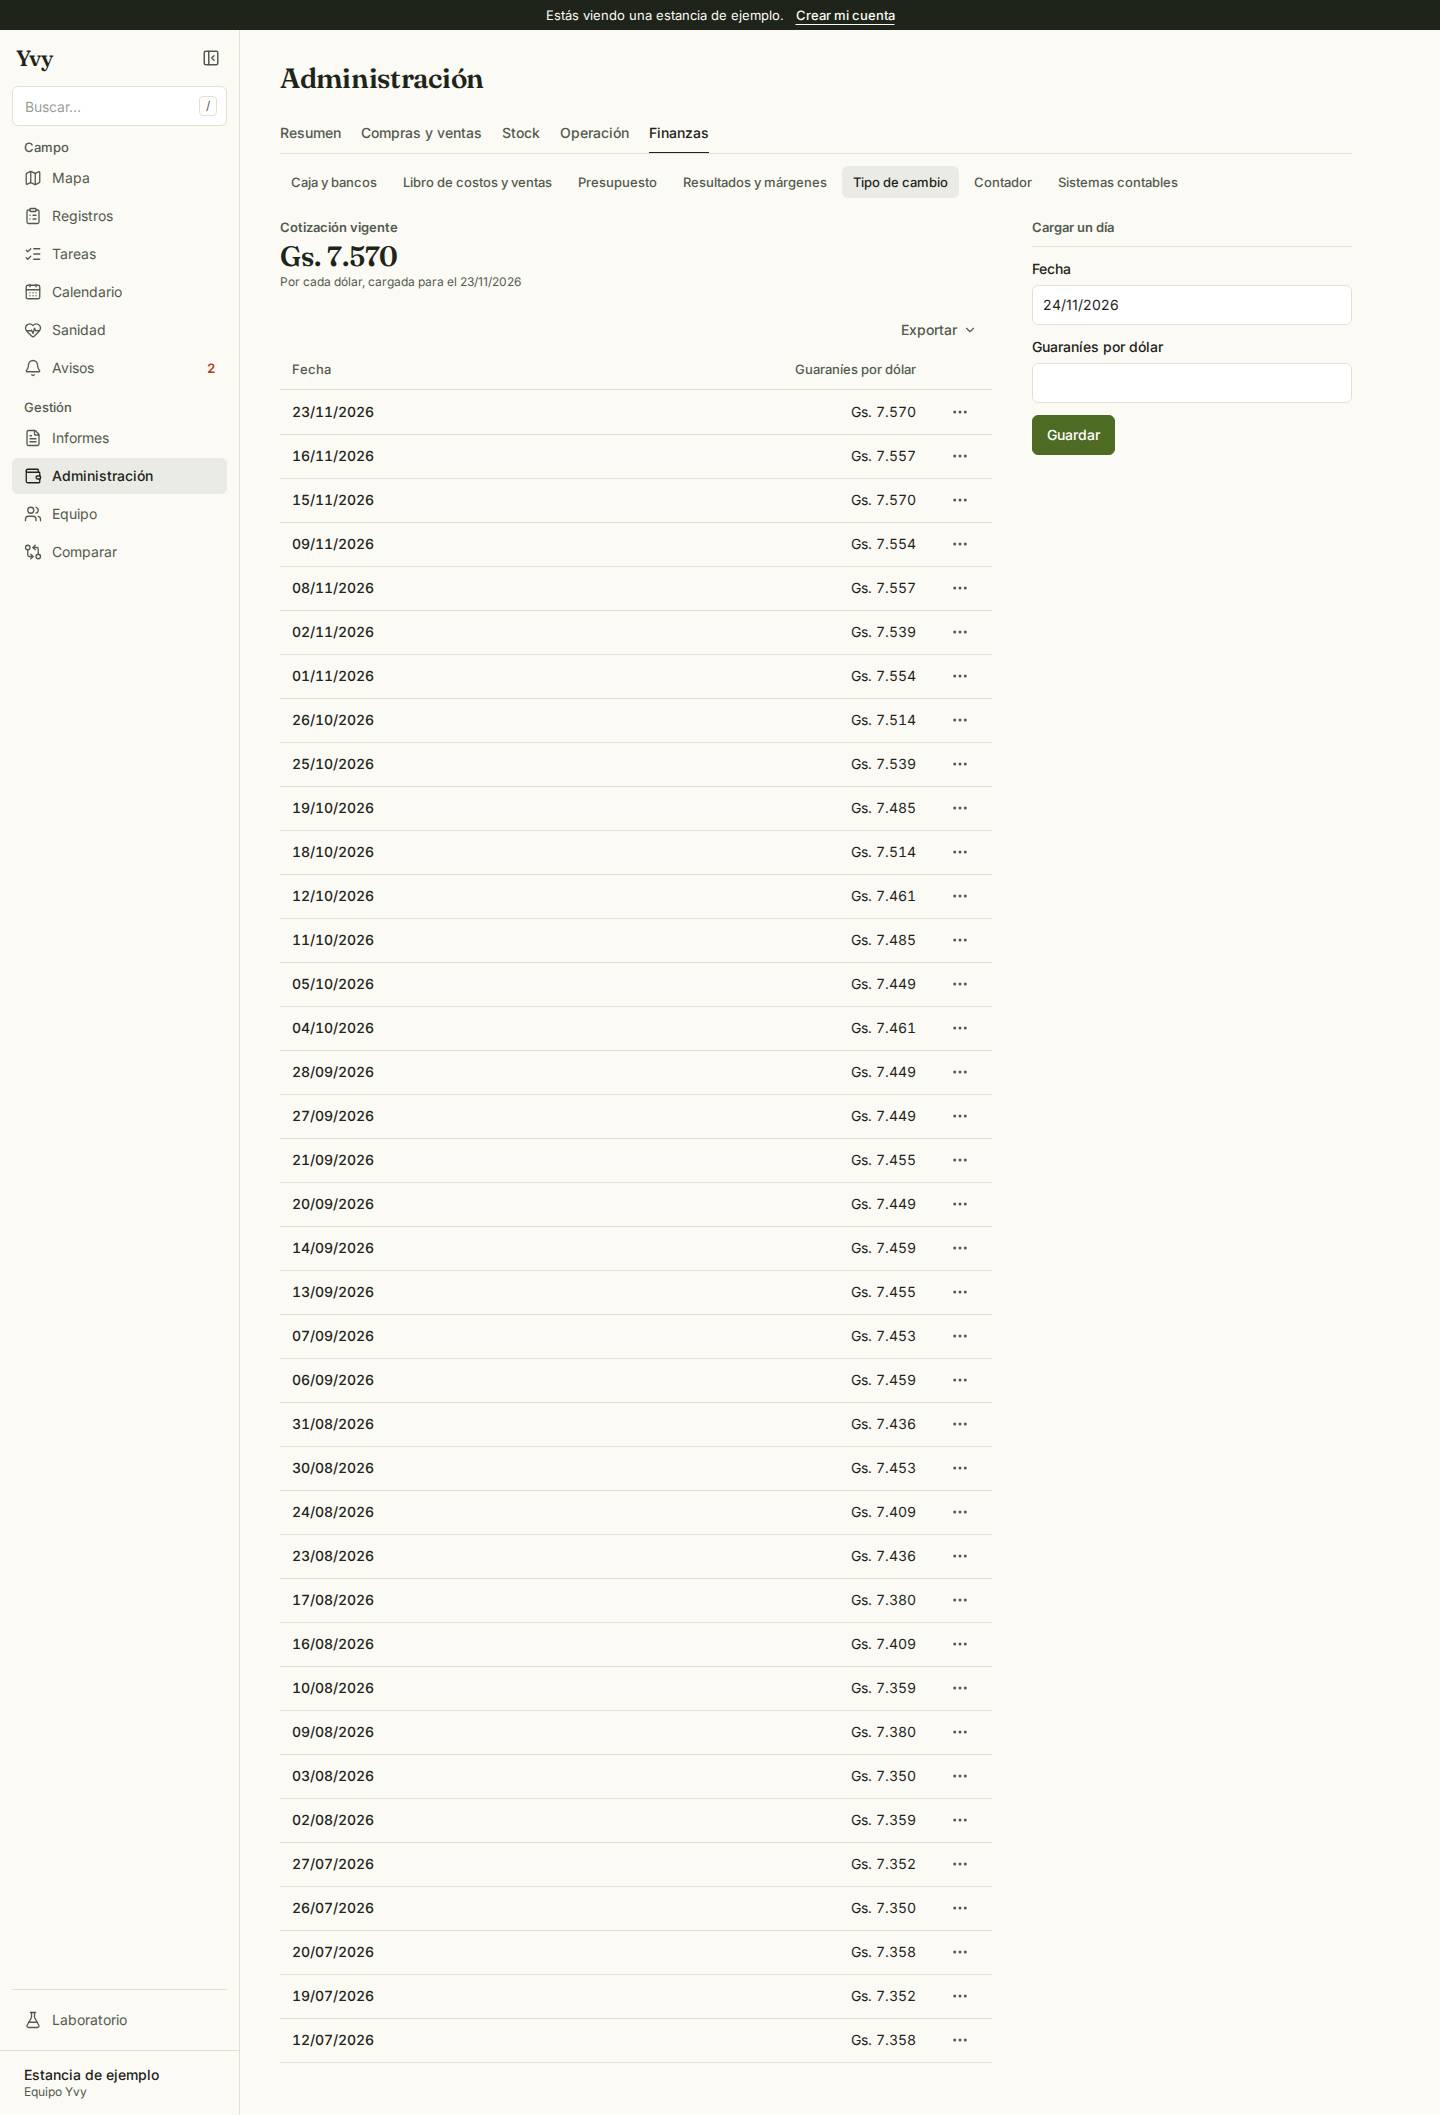 Estás viendo una estancia de ejemplo. Crear mi cuenta
Yvy
Buscar... /
Campo
Mapa
Registros
Tareas
Calendario
Sanidad
Avisos 2
Gestión
Informes
Administración
Equipo
Comparar
Laboratorio
Estancia de ejemplo
Equipo Yvy
Administración
Resumen Compras y ventas Stock Operación Finanzas
Caja y bancos Libro de costos y ventas Presupuesto Resultados y márgenes Tipo de cambio Contador Sistemas contables
Cotización vigente
Gs. 7.570
Por cada dólar, cargada para el 23/11/2026
Exportar
Fecha Guaraníes por dólar
23/11/2026 Gs. 7.570
16/11/2026 Gs. 7.557
15/11/2026 Gs. 7.570
09/11/2026 Gs. 7.554
08/11/2026 Gs. 7.557
02/11/2026 Gs. 7.539
01/11/2026 Gs. 7.554
26/10/2026 Gs. 7.514
25/10/2026 Gs. 7.539
19/10/2026 Gs. 7.485
18/10/2026 Gs. 7.514
12/10/2026 Gs. 7.461
11/10/2026 Gs. 7.485
05/10/2026 Gs. 7.449
04/10/2026 Gs. 7.461
28/09/2026 Gs. 7.449
27/09/2026 Gs. 7.449
21/09/2026 Gs. 7.455
20/09/2026 Gs. 7.449
14/09/2026 Gs. 7.459
13/09/2026 Gs. 7.455
07/09/2026 Gs. 7.453
06/09/2026 Gs. 7.459
31/08/2026 Gs. 7.436
30/08/2026 Gs. 7.453
24/08/2026 Gs. 7.409
23/08/2026 Gs. 7.436
17/08/2026 Gs. 7.380
16/08/2026 Gs. 7.409
10/08/2026 Gs. 7.359
09/08/2026 Gs. 7.380
03/08/2026 Gs. 7.350
02/08/2026 Gs. 7.359
27/07/2026 Gs. 7.352
26/07/2026 Gs. 7.350
20/07/2026 Gs. 7.358
19/07/2026 Gs. 7.352
12/07/2026 Gs. 7.358
Cargar un día
Fecha
24/11/2026
Guaraníes por dólar
Guardar